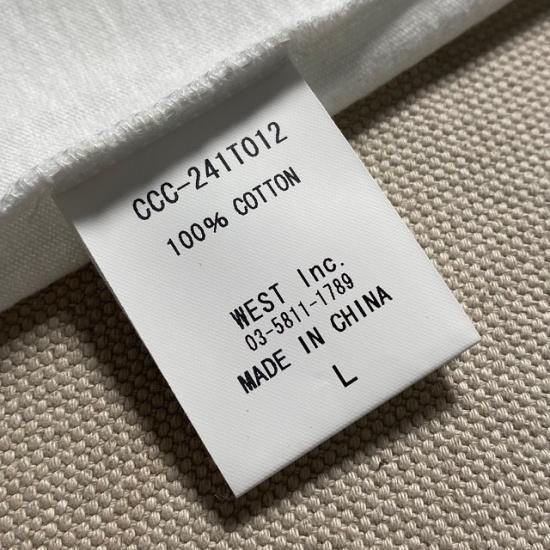 CCC-241T012
100% COTTON
WEST Inc.
03-5811-1789
MADE IN CHINA
L